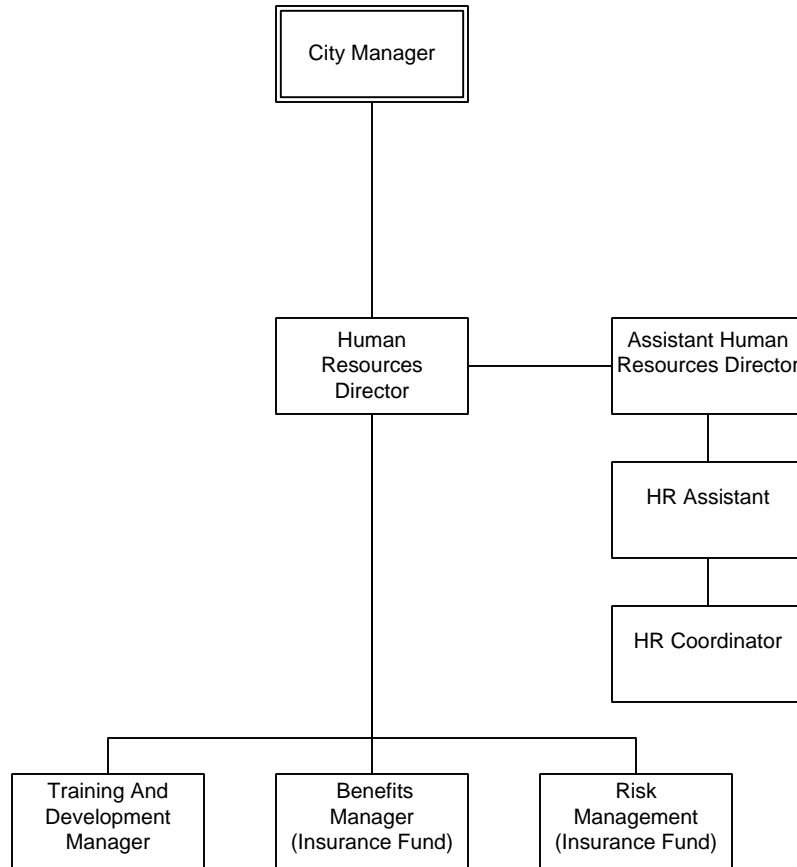 City Manager
Human
Resources
Director
Assistant Human
Resources Director
HR Assistant
HR Coordinator
Training And
Development
Manager
Benefits
Manager
(Insurance Fund)
Risk
Management
(Insurance Fund)